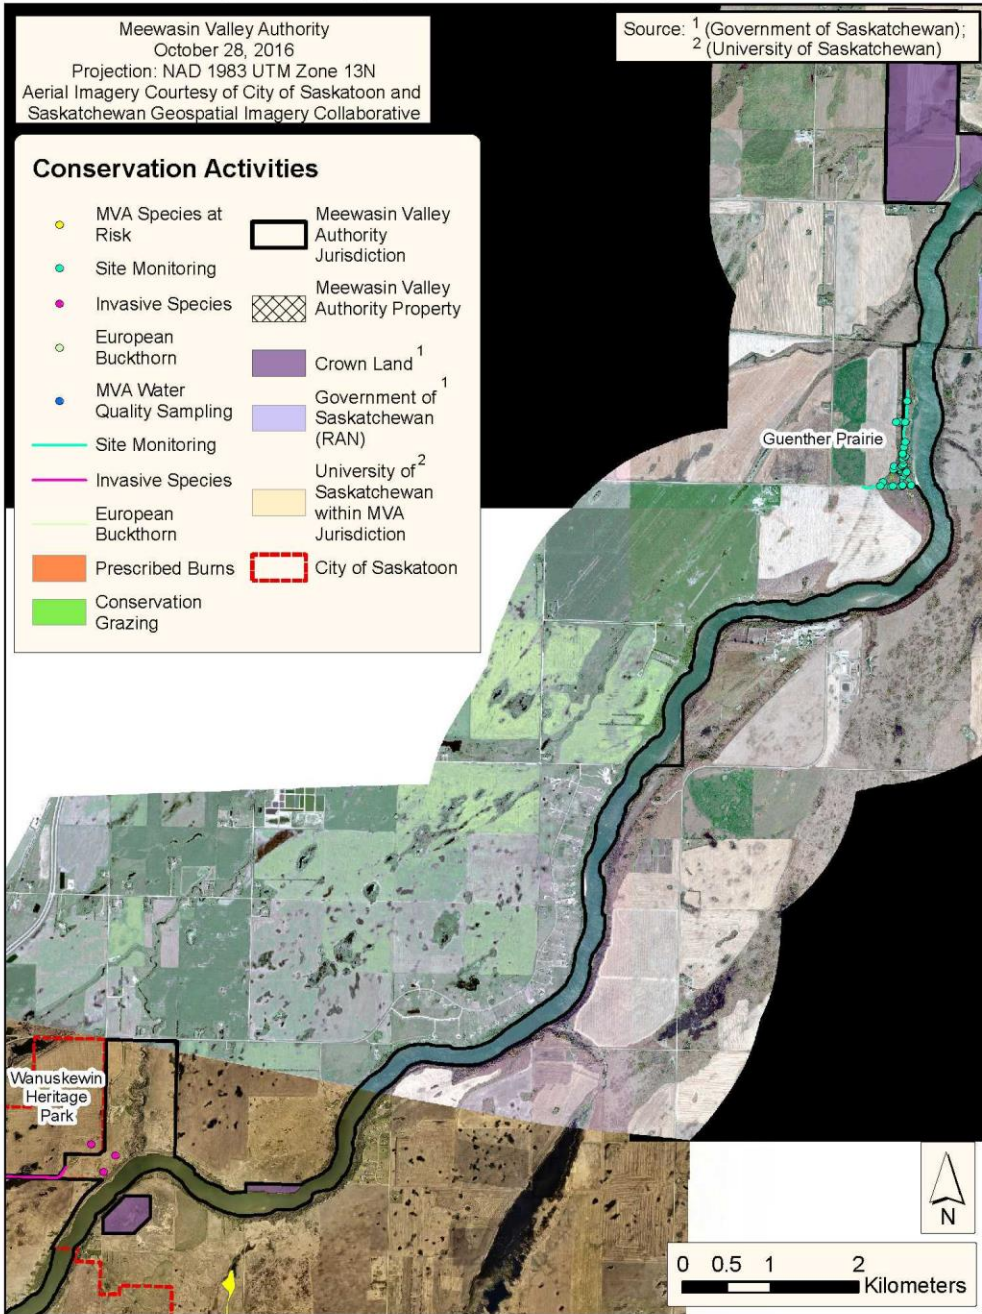 Meewasin Valley Authority
October 28, 2016
Projection: NAD 1983 UTM Zone 13N
Aerial Imagery Courtesy of City of Saskatoon and
Saskatchewan Geospatial Imagery Collaborative
Source: 1 (Government of Saskatchewan);
2 (University of Saskatchewan)
Conservation Activities
MVA Species at
Risk
Site Monitoring
Invasive Species
European
Buckthorn
MVA Water
Quality Sampling
Site Monitoring
Invasive Species
European
Buckthorn
Prescribed Burns
Conservation
Grazing
Meewasin Valley
Authority
Jurisdiction
Meewasin Valley
Authority Property
Crown Land 1
Government of 1
Saskatchewan
(RAN)
University of 2
Saskatchewan
within MVA
Jurisdiction
City of Saskatoon
Guenther Prairie
Wanuskewin
Heritage
Park
N
0 0.5 1 2
Kilometers